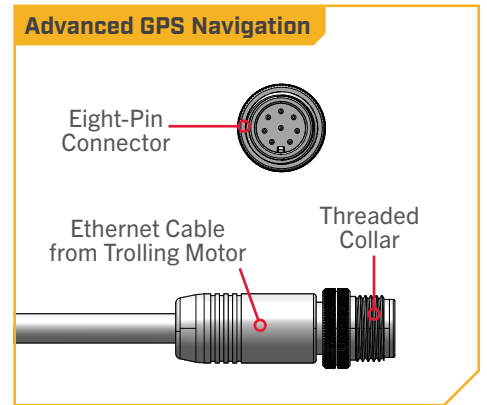 Advanced GPS Navigation
Eight-Pin
Connector
Ethernet Cable
from Trolling Motor
Threaded
Collar